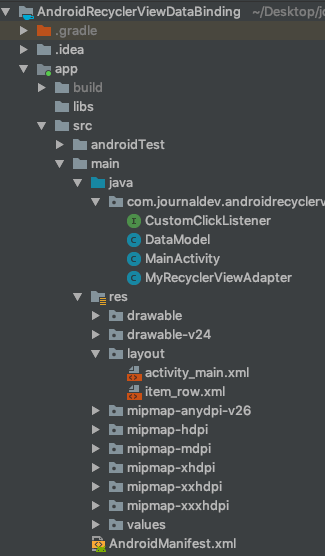 AndroidRecyclerViewDataBinding ~/Desktop/jo
.gradle
.idea
app
build
libs
src
androidTest
main
java
com.journaldev.androidrecyclerv
CustomClickListener
DataModel
MainActivity
MyRecyclerViewAdapter
res
drawable
drawable-v24
layout
activity_main.xml
item_row.xml
mipmap-anydpi-v26
mipmap-hdpi
mipmap-mdpi
mipmap-xhdpi
mipmap-xxhdpi
mipmap-xxxhdpi
values
AndroidManifest.xml